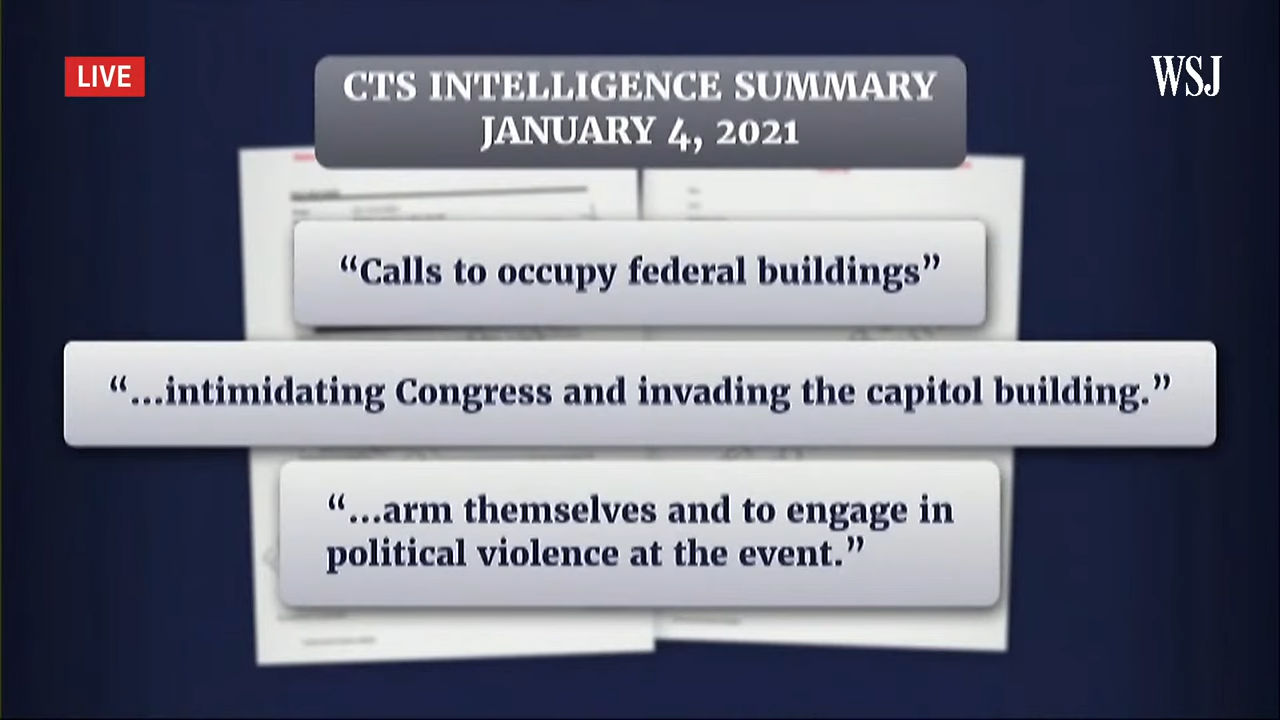 LIVE
WSJ
CTS INTELLIGENCE SUMMARY
JANUARY 4, 2021
“Calls to occupy federal buildings”
“...intimidating Congress and invading the capitol building.”
“...arm themselves and to engage in
political violence at the event.”